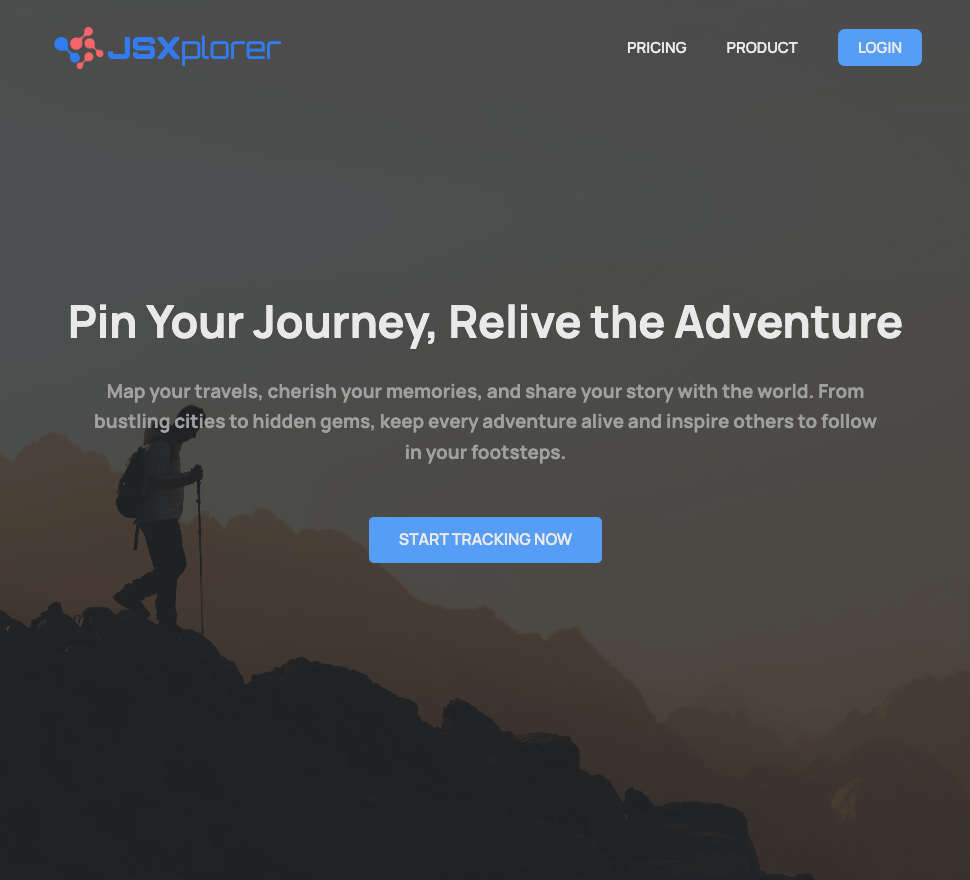 JSXplorer
PRICING
PRODUCT
LOGIN
Pin Your Journey, Relive the Adventure
Map your travels, cherish your memories, and share your story with the world. From
bustling cities to hidden gems, keep every adventure alive and inspire others to follow
in your footsteps.
START TRACKING NOW